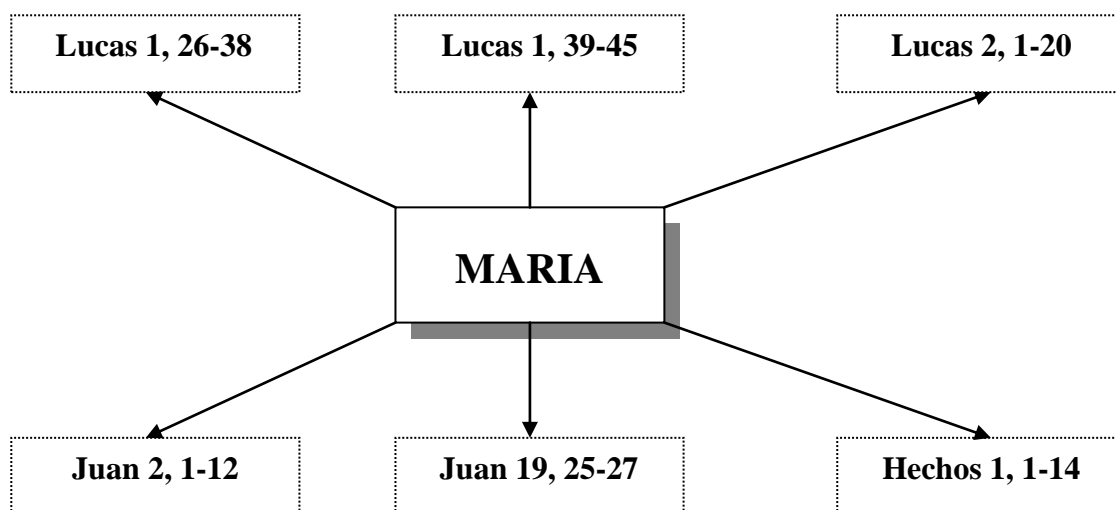 Lucas 1, 26-38
Lucas 1, 39-45
Lucas 2, 1-20
MARIA
Juan 2, 1-12
Juan 19, 25-27
Hechos 1, 1-14